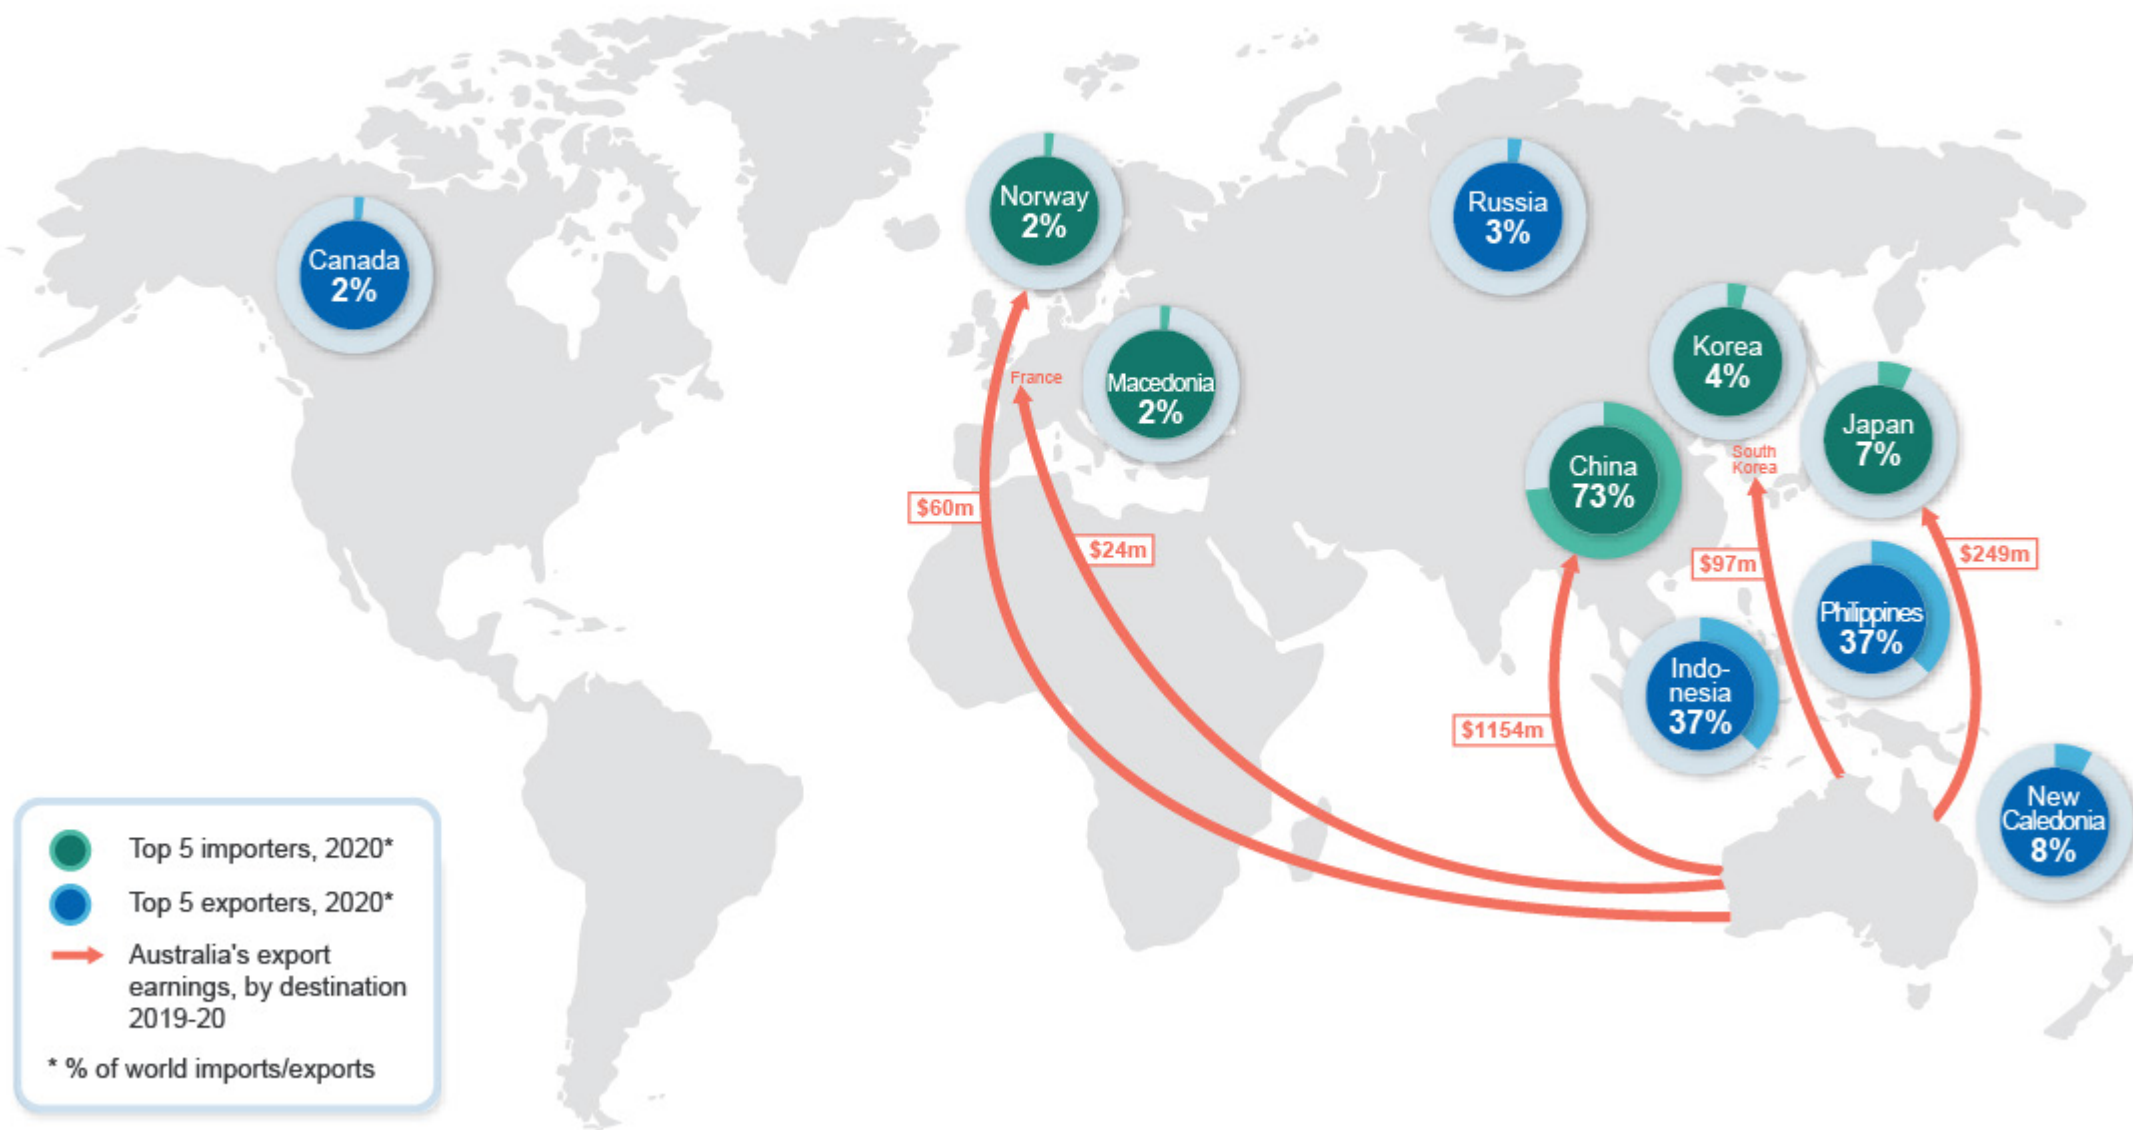 Canada
2%
Norway
2%
Russia
3%
Macedonia
2%
France
Korea
4%
Japan
7%
China
73%
South
Korea
$60m
$24m
$97m
$249m
Philippines
37%
Indo-
nesia
37%
$1154m
New
Caledonia
8%
Top 5 importers, 2020*
Top 5 exporters, 2020*
Australia's export
earnings, by destination
2019-20
* % of world imports/exports